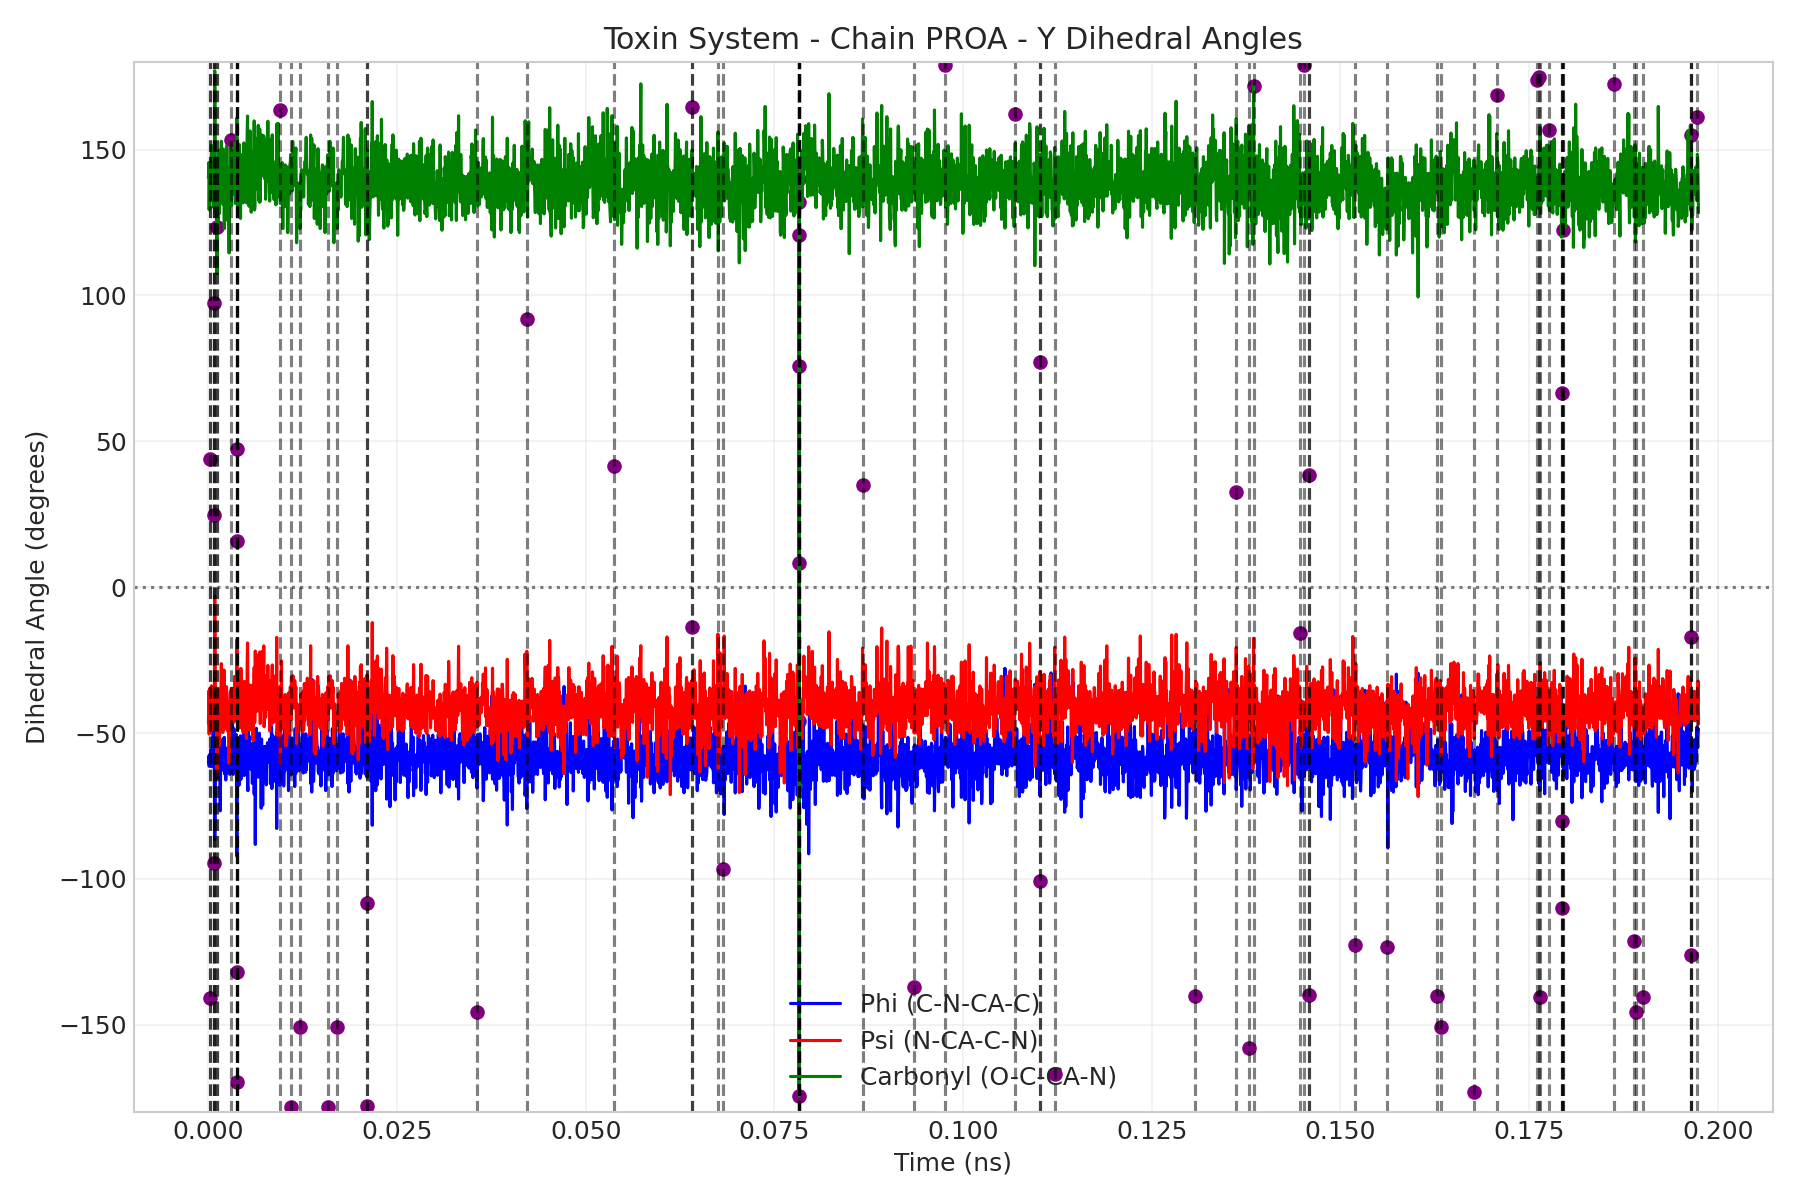 Toxin System - Chain PROA - Y Dihedral Angles
Dihedral Angle (degrees)
150
100
50
0
−50
−100
−150
Phi (C-N-CA-C)
Psi (N-CA-C-N)
Carbonyl (O-C-CA-N)
0.000 0.025 0.050 0.075 0.100 0.125 0.150 0.175 0.200
Time (ns)